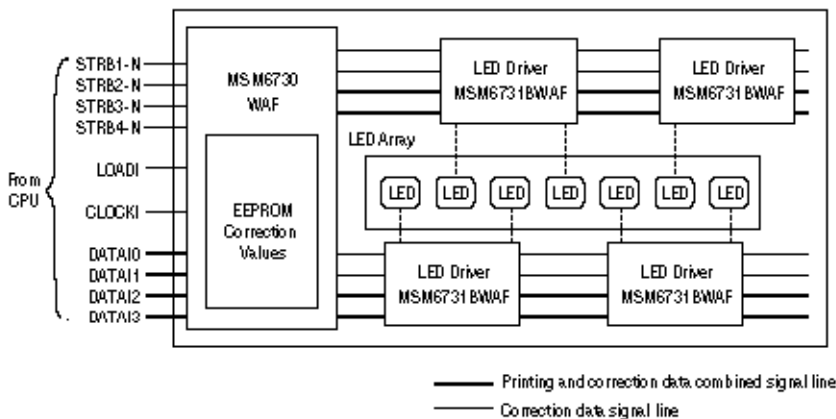 From
CPU
STRB1-N
STRB2-N
STRB3-N
STRB4-N
LOADI
CLOCKI
DATAI0
DATAI1
DATAI2
DATAI3
MSM6730
WAF
EEPROM
Correction
Values
LED Driver
MSM6731BWAF
LED Driver
MSM6731BWAF
LED Array
LED LED LED LED LED LED LED
LED Driver
MSM6731BWAF
LED Driver
MSM6731BWAF
Printing and correction data combined signal line
Correction data signal line